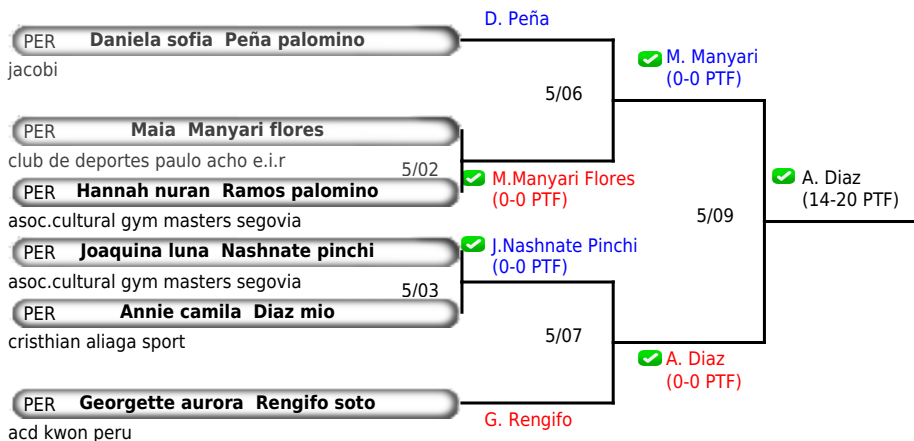 D. Peña
PER Daniela sofia Peña palomino
jacobi
M. Manyari
(0-0 PTF)
5/06
PER Maia Manyari flores
club de deportes paulo acho e.i.r
5/02
M.Manyari Flores
(0-0 PTF)
PER Hannah nuran Ramos palomino
asoc.cultural gym masters segovia
A. Diaz
(14-20 PTF)
5/09
PER Joaquina luna Nashnate pinchi
asoc.cultural gym masters segovia
J.Nashnate Pinchi
(0-0 PTF)
5/03
PER Annie camila Diaz mio
cristhian aliaga sport
5/07
A. Diaz
(0-0 PTF)
PER Georgette aurora Rengifo soto
acd kwon peru
G. Rengifo